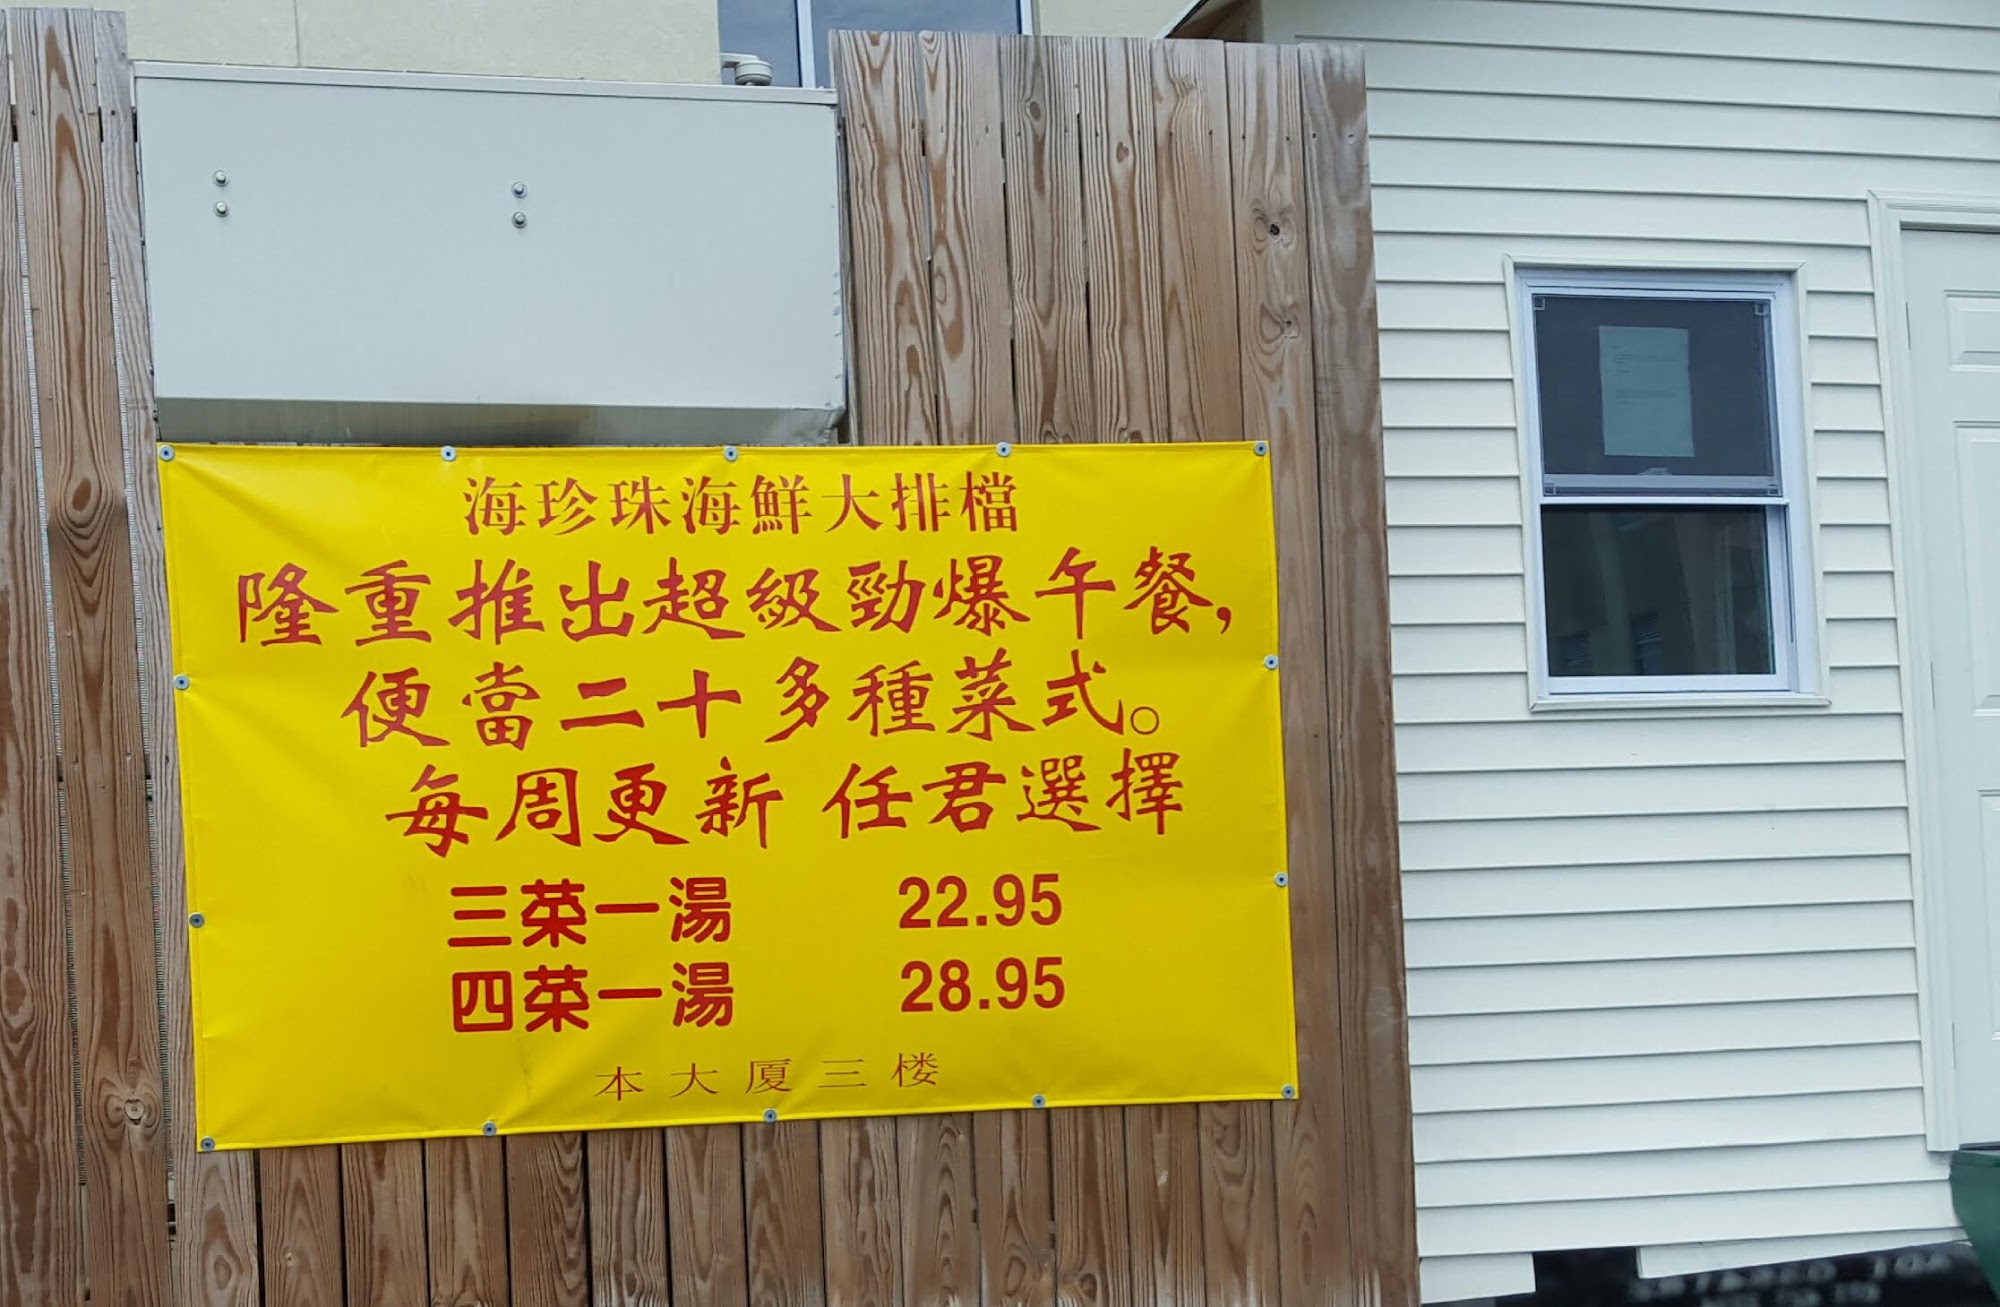 海珍珠海鮮大排檔
隆重推出超級勁爆午餐，
便當二十多種菜式。
每周更新 任君選擇
三菜一湯 22.95
四菜一湯 28.95
本大厦三楼